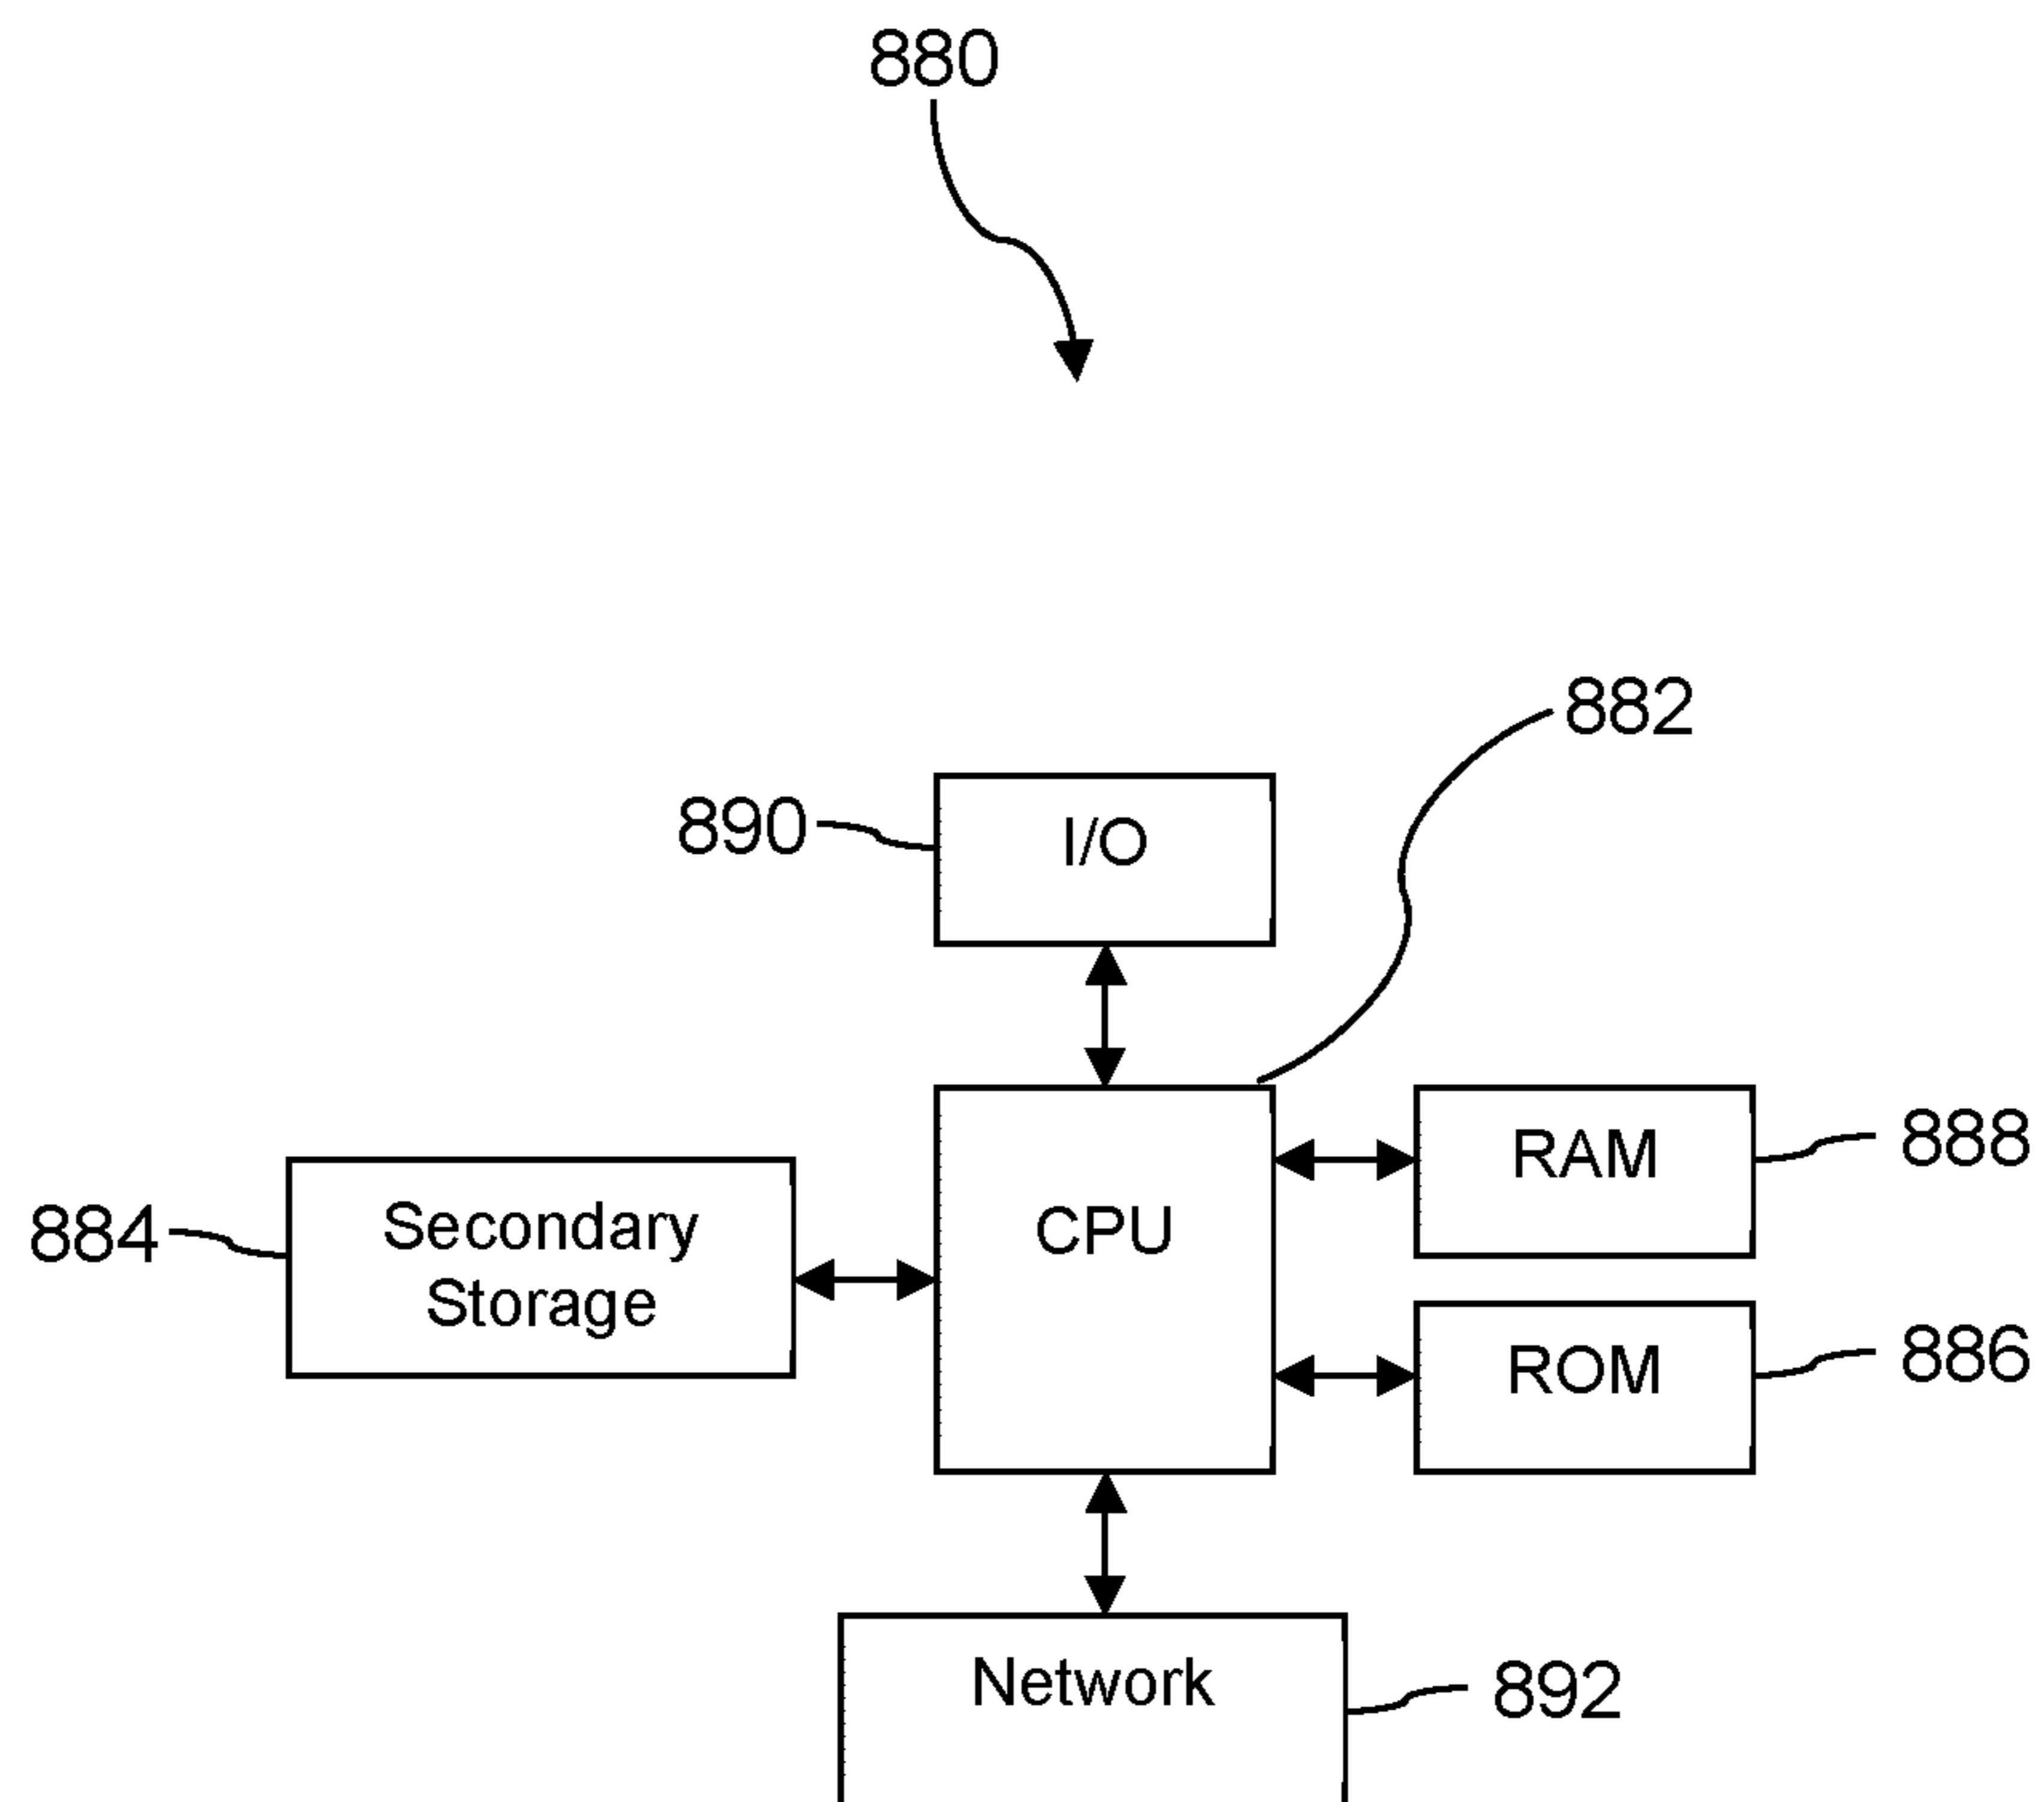 880
882
890
I/O
RAM
888
884
Secondary
Storage
CPU
ROM
886
Network
892